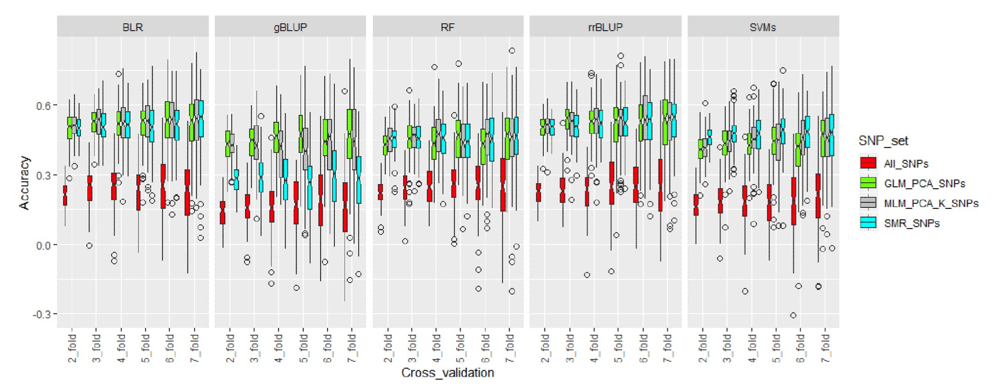 BLR gBLUP RF rrBLUP SVMs
0.6
0.3
0.0
-0.3
Accuracy
2_fold 3_fold 4_fold 5_fold 6_fold 7_fold 2_fold 3_fold 4_fold 5_fold 6_fold 7_fold 2_fold 3_fold 4_fold 5_fold 6_fold 7_fold 2_fold 3_fold 4_fold 5_fold 6_fold 7_fold 2_fold 3_fold 4_fold 5_fold 6_fold 7_fold
Cross_validation
SNP_set
All_SNPs
GLM_PCA_SNPs
MLM_PCA_K_SNPs
SMR_SNPs